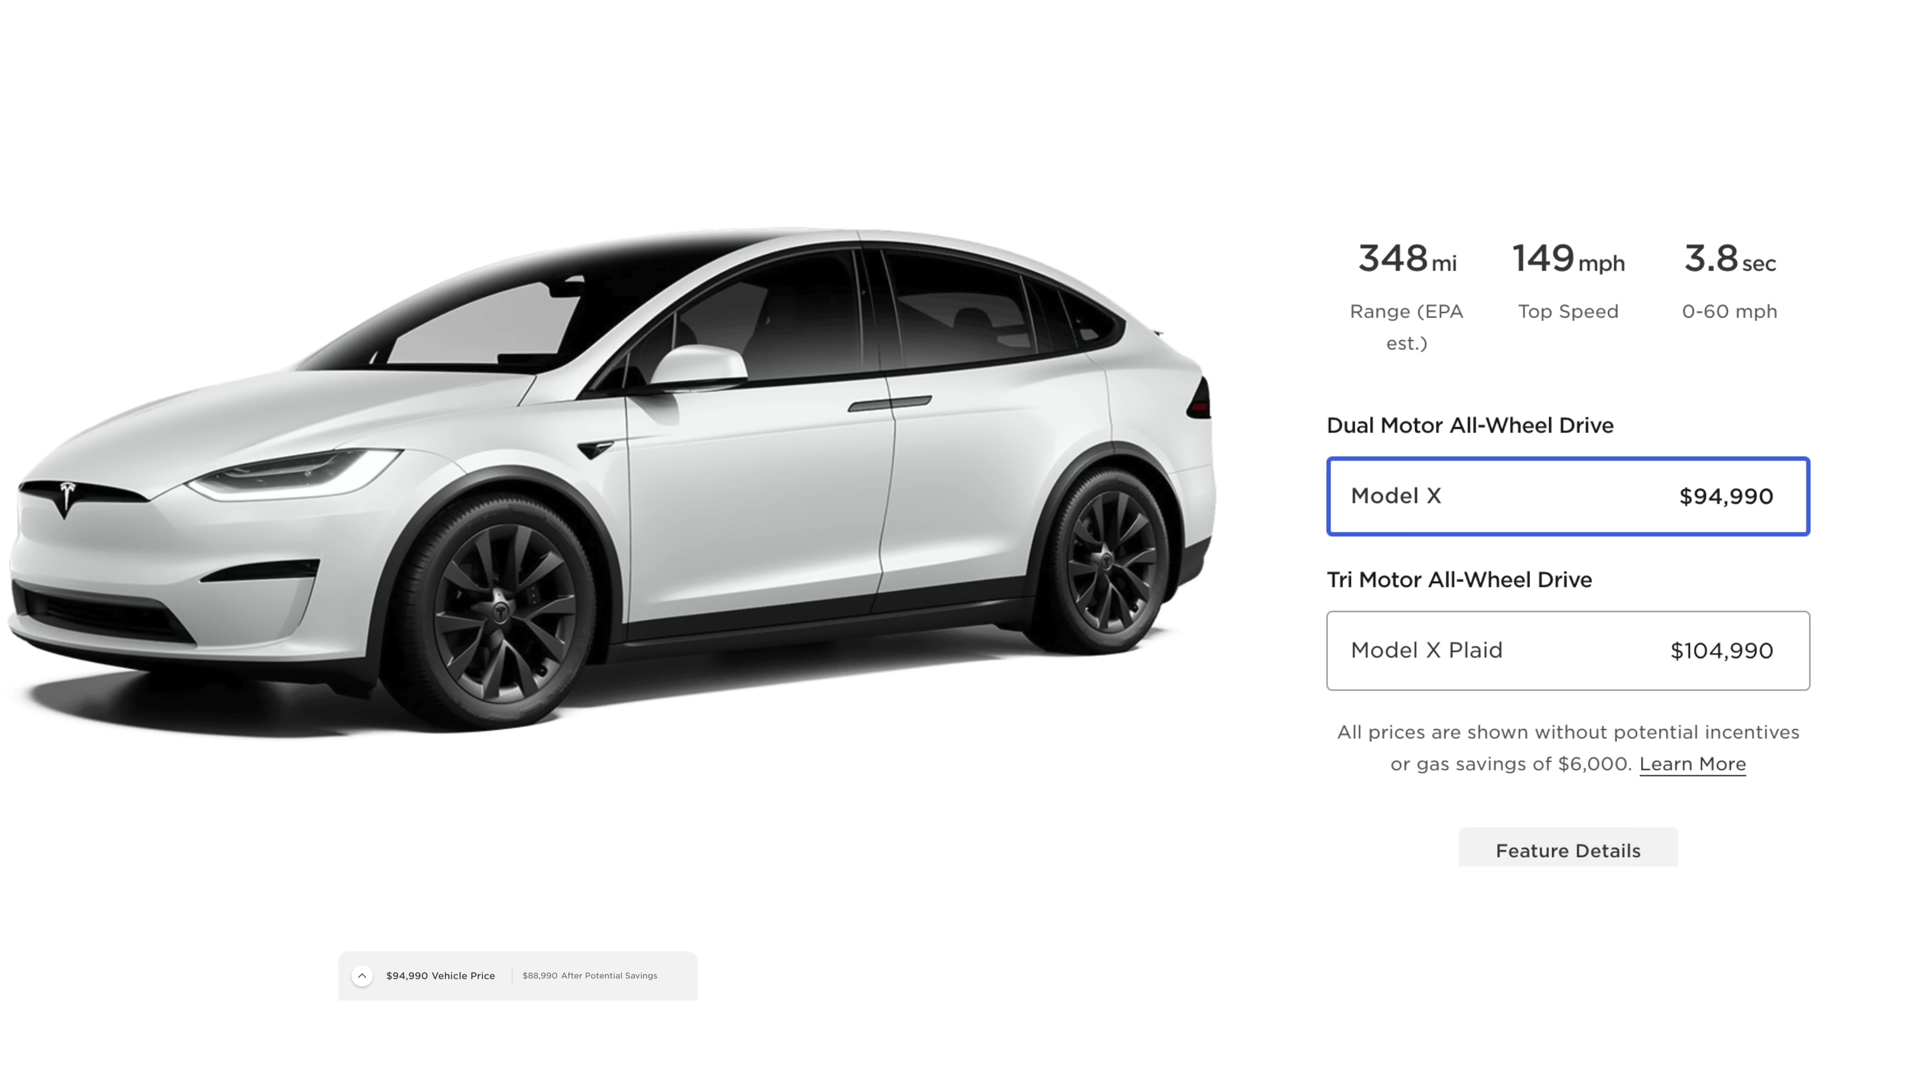 348 mi
149 mph
3.8 sec
Range (EPA
est.)
Top Speed
0-60 mph
Dual Motor All-Wheel Drive
Model X $94,990
Tri Motor All-Wheel Drive
Model X Plaid $104,990
All prices are shown without potential incentives
or gas savings of $6,000. Learn More
Feature Details
$94,990 Vehicle Price $88,990 After Potential Savings